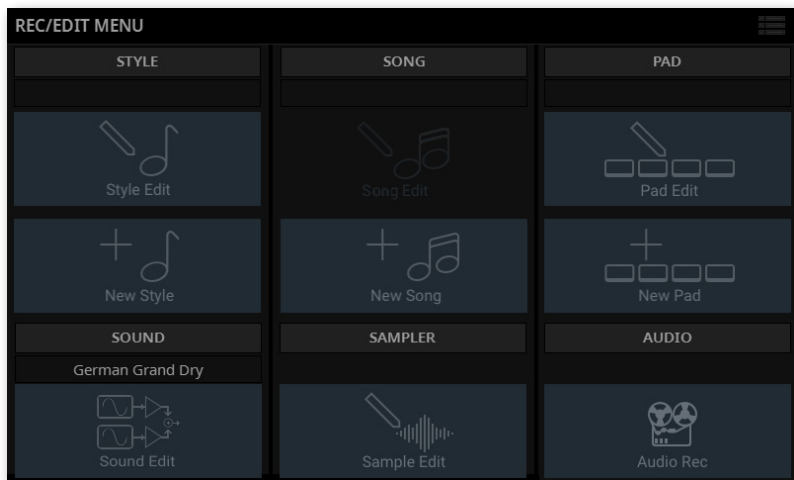 REC/EDIT MENU
STYLE
SONG
PAD
Style Edit
Song Edit
Pad Edit
New Style
New Song
New Pad
SOUND
SAMPLER
AUDIO
German Grand Dry
Sound Edit
Sample Edit
Audio Rec